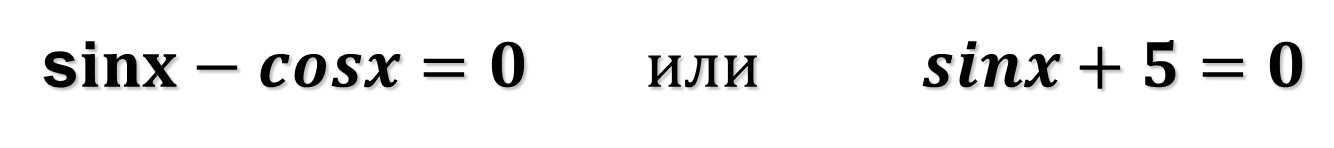 sinx − cosx = 0 или sinx + 5 = 0